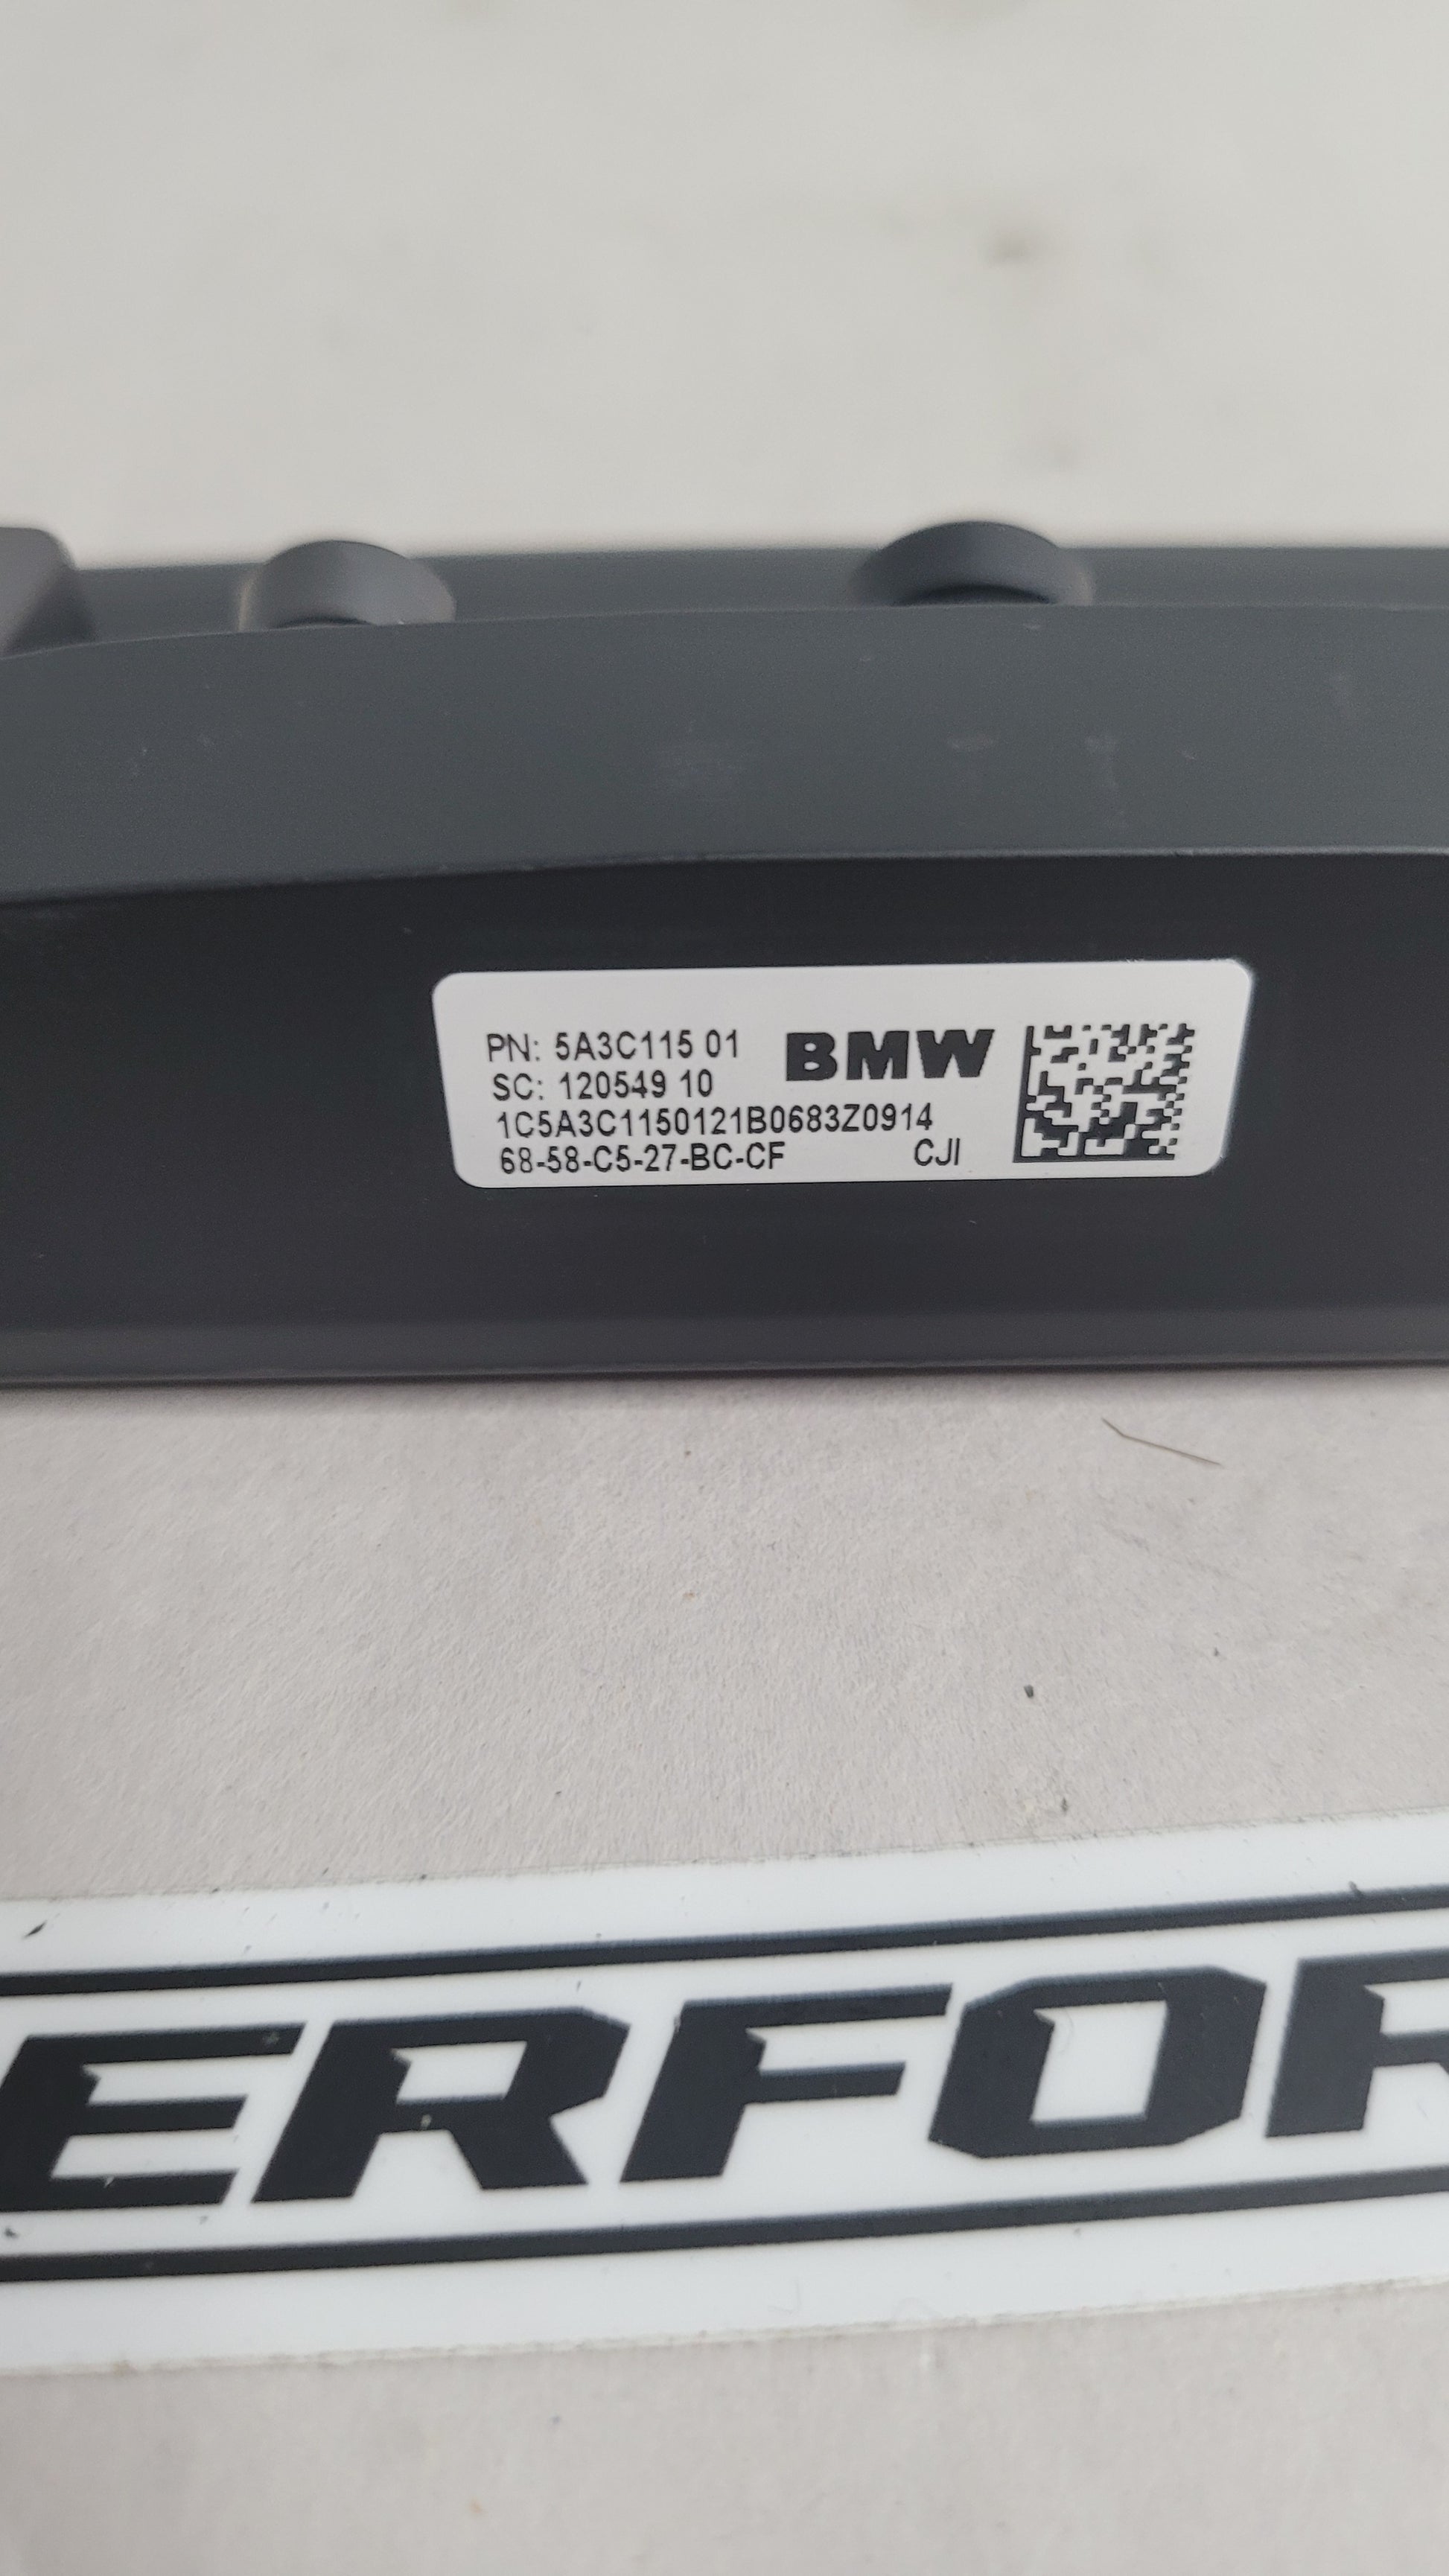 PN: 5A3C115 01 BMW
SC: 120549 10
1C5A3C1150121B0683Z0914
68-58-C5-27-BC-CF CJI
ERFOR